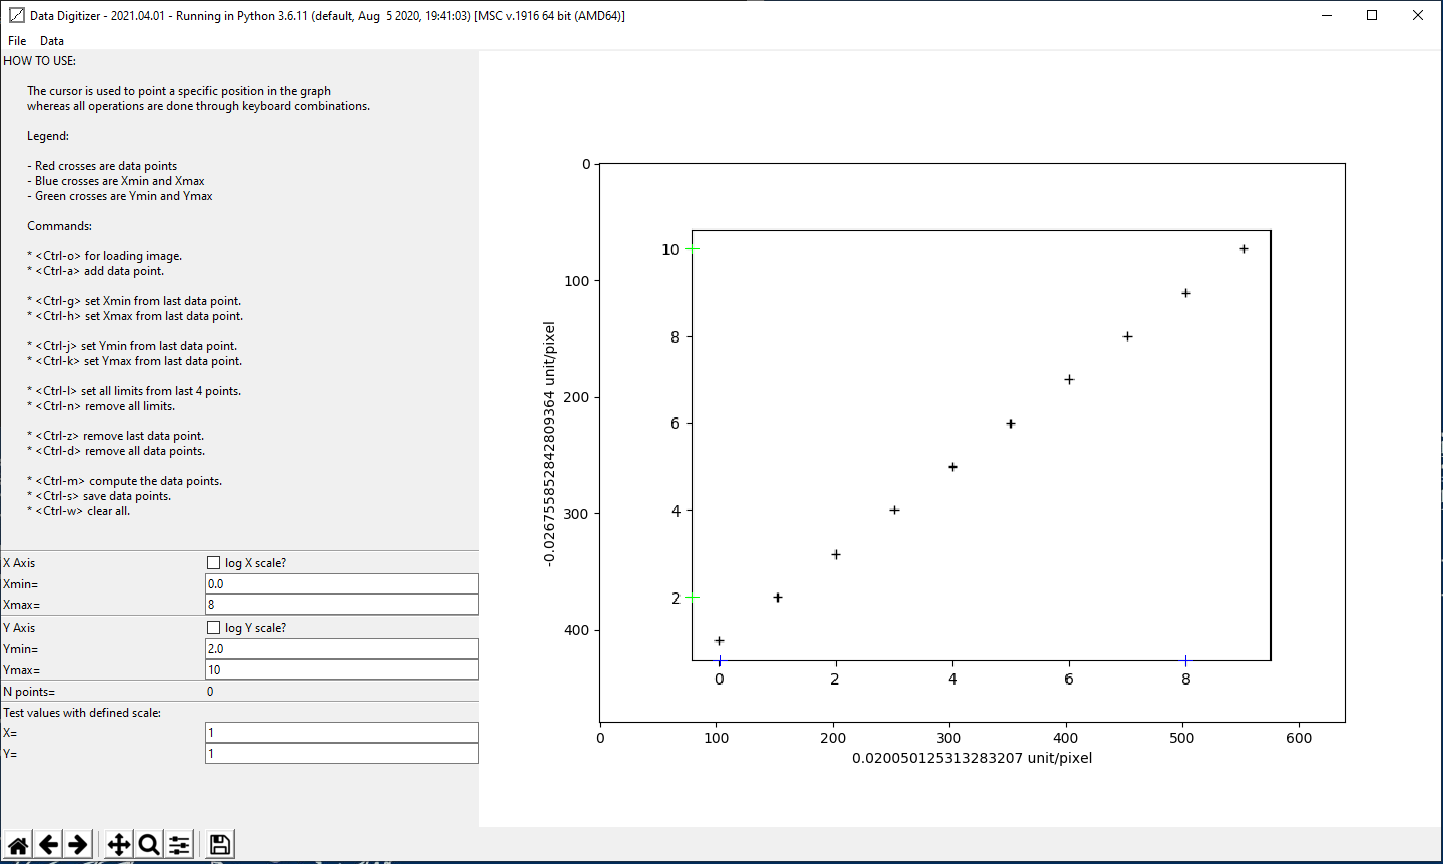 Data Digitizer - 2021.04.01 - Running in Python 3.6.11 (default, Aug  5 2020, 19:41:03) [MSC v.1916 64 bit (AMD64)]
File Data
HOW TO USE:
The cursor is used to point a specific position in the graph
whereas all operations are done through keyboard combinations.
Legend:
- Red crosses are data points
- Blue crosses are Xmin and Xmax
- Green crosses are Ymin and Ymax
Commands:
* <Ctrl-o> for loading image.
* <Ctrl-a> add data point.
* <Ctrl-g> set Xmin from last data point.
* <Ctrl-h> set Xmax from last data point.
* <Ctrl-j> set Ymin from last data point.
* <Ctrl-k> set Ymax from last data point.
* <Ctrl-l> set all limits from last 4 points.
* <Ctrl-n> remove all limits.
* <Ctrl-z> remove last data point.
* <Ctrl-d> remove all data points.
* <Ctrl-m> compute the data points.
* <Ctrl-s> save data points.
* <Ctrl-w> clear all.
X Axis log X scale?
Xmin= 0.0
Xmax= 8
Y Axis log Y scale?
Ymin= 2.0
Ymax= 10
N points= 0
Test values with defined scale:
X= 1
Y= 1
0
100
200
300
400
-0.026755852842809364 unit/pixel
10
8
6
4
2
0 2 4 6 8
0 100 200 300 400 500 600
0.020050125313283207 unit/pixel